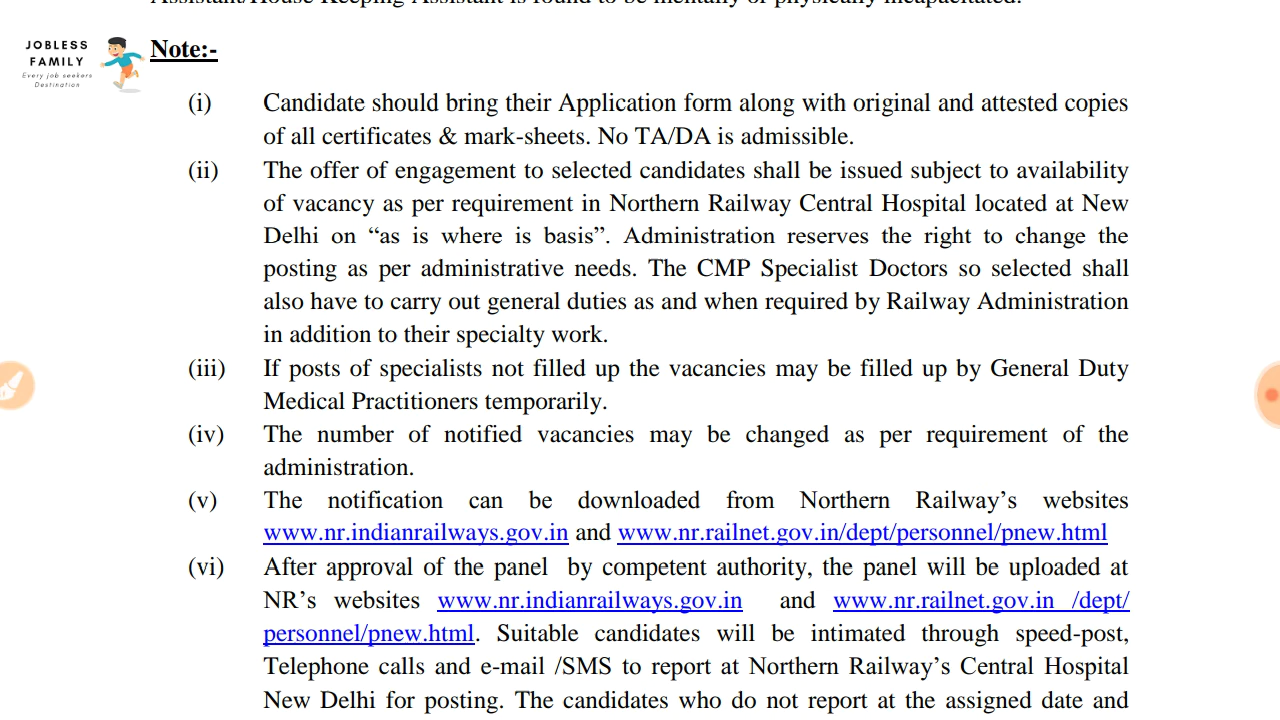 Assistant/House Keeping Assistant is found to be mentally or physically incapacitated.
JOBLESS
FAMILY
Every job seekers
Destination
Note:-
(i) Candidate should bring their Application form along with original and attested copies
of all certificates & mark-sheets. No TA/DA is admissible.
(ii) The offer of engagement to selected candidates shall be issued subject to availability
of vacancy as per requirement in Northern Railway Central Hospital located at New
Delhi on “as is where is basis”. Administration reserves the right to change the
posting as per administrative needs. The CMP Specialist Doctors so selected shall
also have to carry out general duties as and when required by Railway Administration
in addition to their specialty work.
(iii) If posts of specialists not filled up the vacancies may be filled up by General Duty
Medical Practitioners temporarily.
(iv) The number of notified vacancies may be changed as per requirement of the
administration.
(v) The notification can be downloaded from Northern Railway’s websites
www.nr.indianrailways.gov.in and www.nr.railnet.gov.in/dept/personnel/pnew.html
(vi) After approval of the panel by competent authority, the panel will be uploaded at
NR’s websites www.nr.indianrailways.gov.in and www.nr.railnet.gov.in /dept/
personnel/pnew.html. Suitable candidates will be intimated through speed-post,
Telephone calls and e-mail /SMS to report at Northern Railway’s Central Hospital
New Delhi for posting. The candidates who do not report at the assigned date and